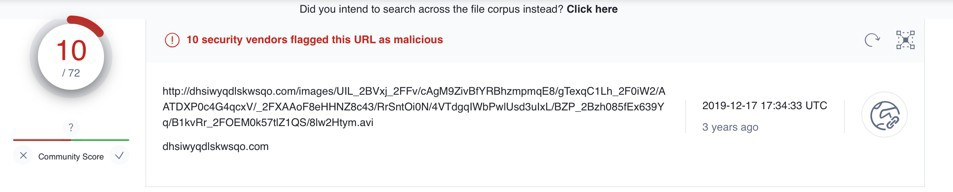 Did you intend to search across the file corpus instead? Click here
10
/ 72
?
Community Score
10 security vendors flagged this URL as malicious
http://dhsiwyqdlskwsqo.com/images/UIL_2BVxj_2FFv/cAgM9ZivBfYRBhzmpmqE8/gTexqC1Lh_2F0iW2/A
ATDXP0c4G4qcxV/_2FXAAoF8eHHNZ8c43/RrSntOi0N/4VTdgqIWbPwlUsd3uIxL/BZP_2Bzh085fEx639Y
q/B1kvRr_2FOEM0k57tlZ1QS/8lw2Htym.avi
dhsiwyqdlskwsqo.com
2019-12-17 17:34:33 UTC
3 years ago